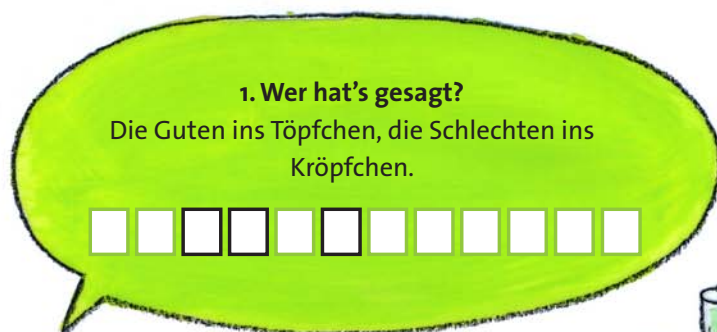 1. Wer hat’s gesagt?
Die Guten ins Töpfchen, die Schlechten ins
Kröpfchen.